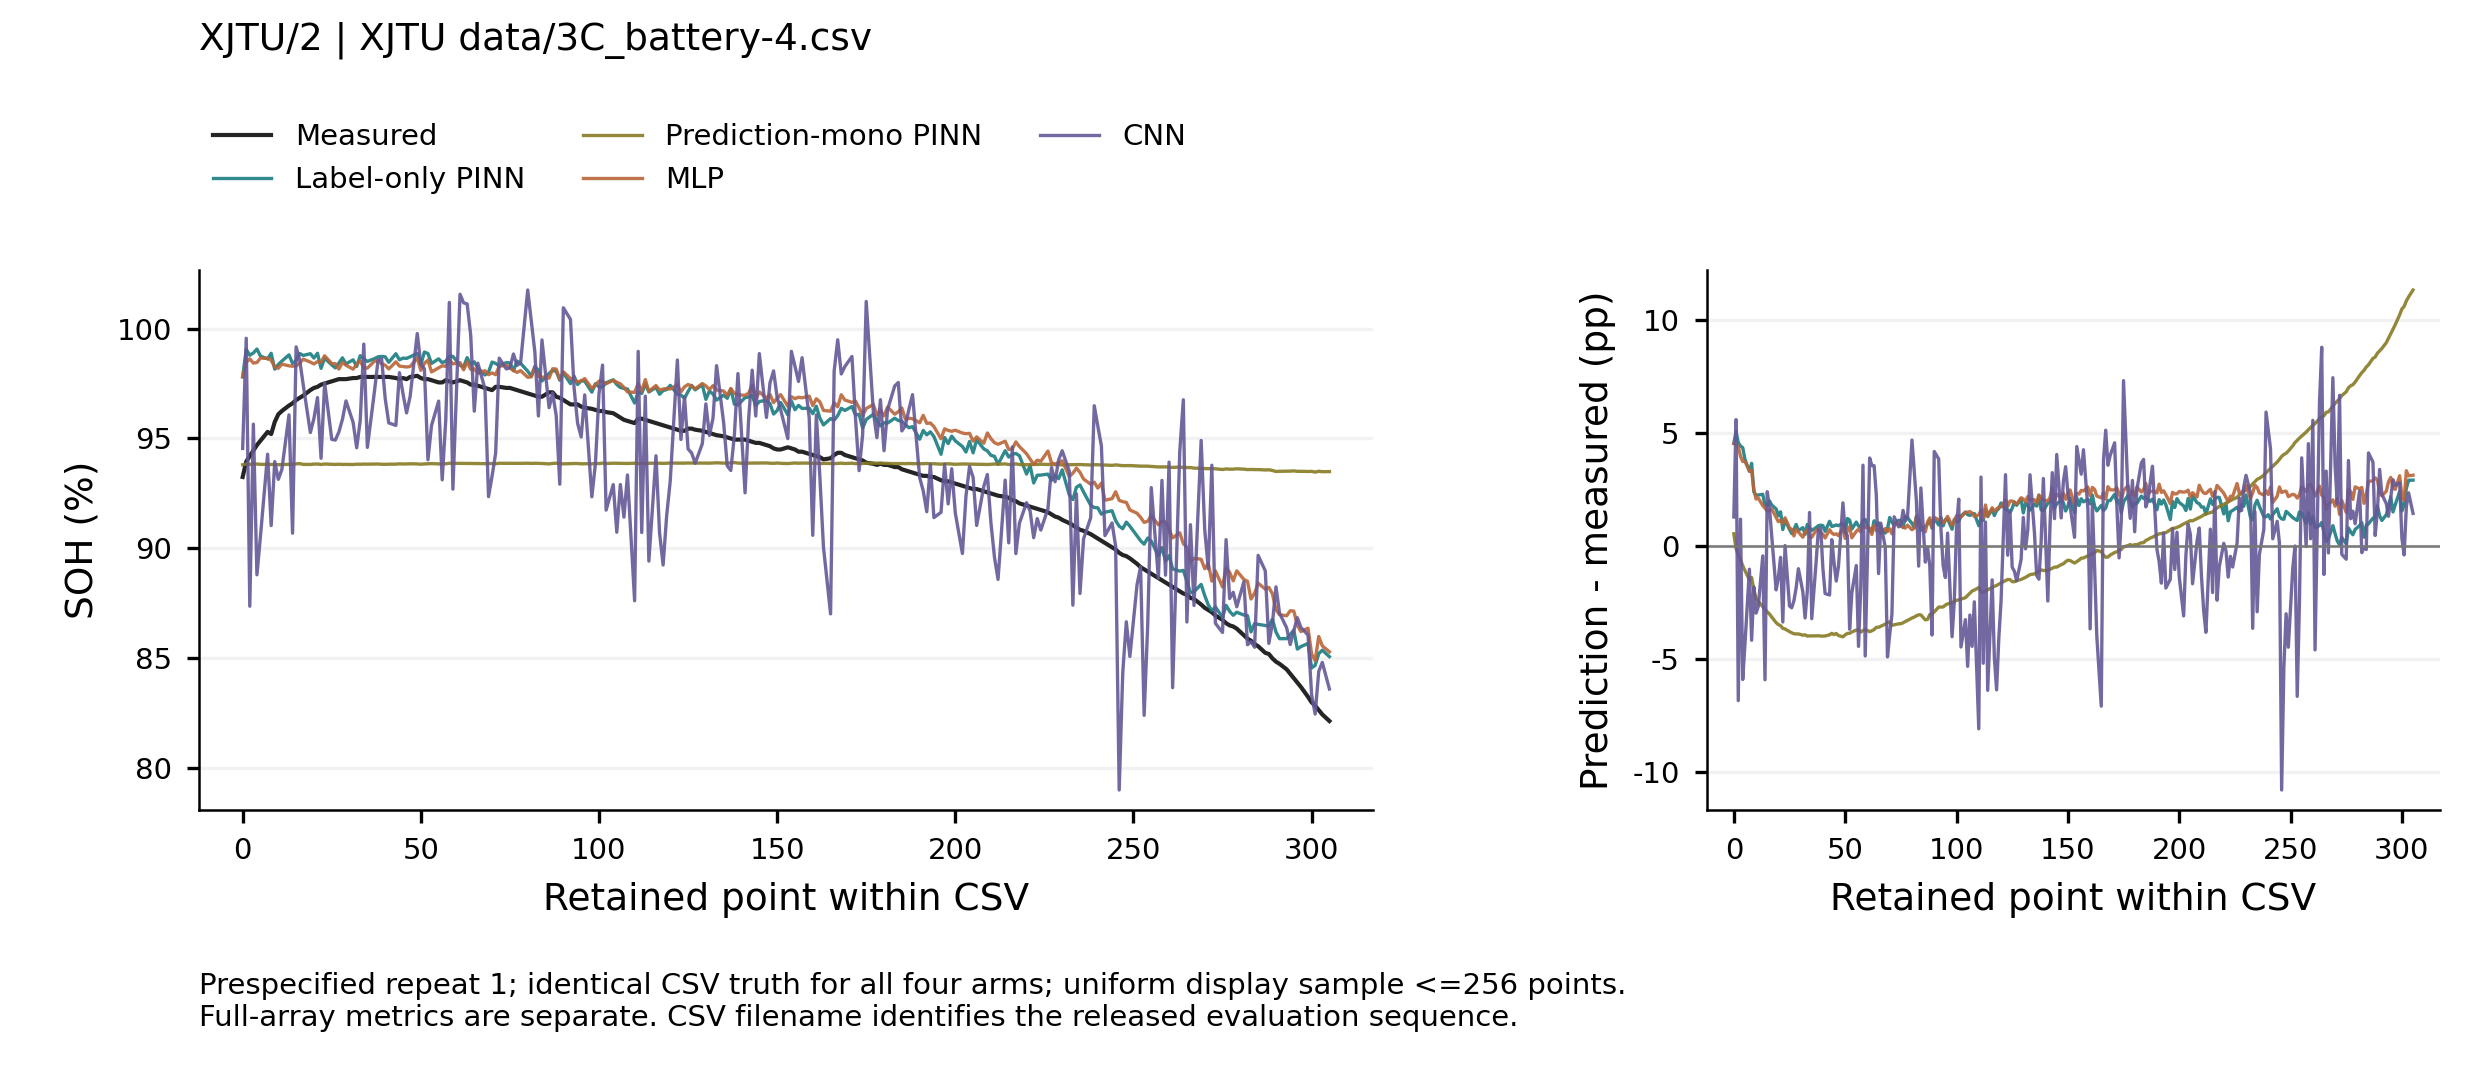 XJTU/2 | XJTU data/3C_battery-4.csv
Measured
Prediction-mono PINN
CNN
Label-only PINN
MLP
SOH (%)
100
95
90
85
80
0 50 100 150 200 250 300
Retained point within CSV
Prediction - measured (pp)
10
5
0
-5
-10
0 50 100 150 200 250 300
Retained point within CSV
Prespecified repeat 1; identical CSV truth for all four arms; uniform display sample <=256 points.
Full-array metrics are separate. CSV filename identifies the released evaluation sequence.